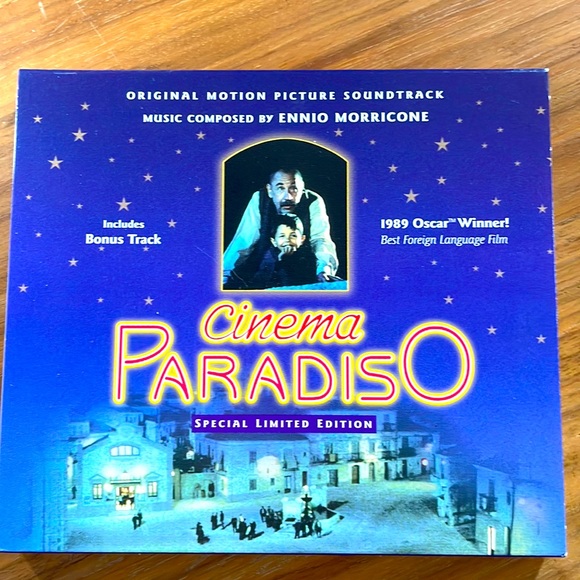 ORIGINAL MOTION PICTURE SOUNDTRACK
MUSIC COMPOSED BY ENNIO MORRICONE
Includes
Bonus Track
1989 Oscar™ Winner!
Best Foreign Language Film
Cinema
PARADISO
SPECIAL LIMITED EDITION